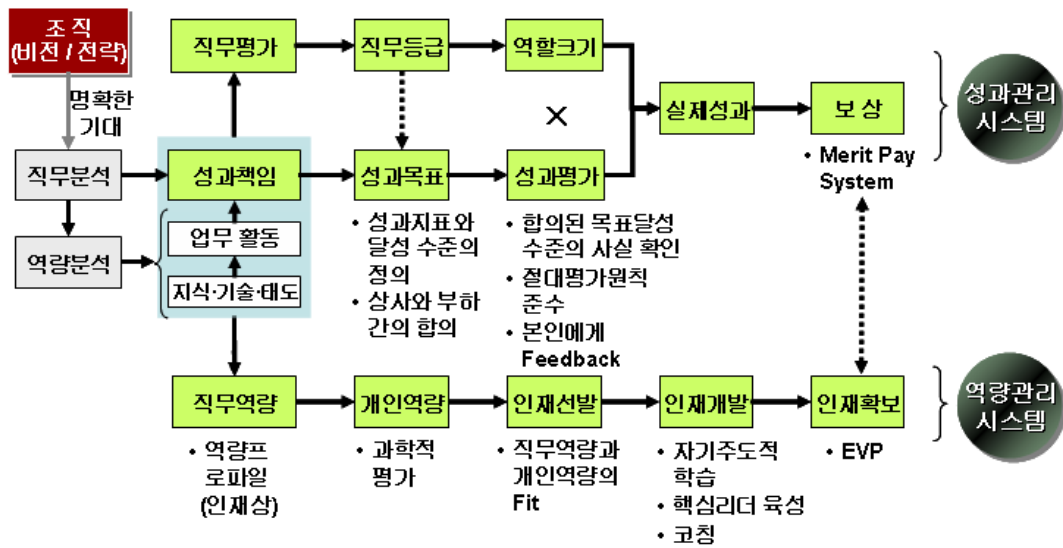 조 직
(비전 / 전략)
명확한
기대
직무분석
역량분석
직무평가
직무등급
역할크기
성과책임
업무 활동
지식·기술·태도
성과목표
×
성과평가
실제성과
보 상
• Merit Pay
System
성과관리
시스템
• 성과지표와
달성 수준의
정의
• 상사와 부하
간의 합의
• 합의된 목표달성
수준의 사실 확인
• 절대평가원칙
준수
• 본인에게
Feedback
직무역량
개인역량
인재선발
인재개발
인재확보
역량관리
시스템
• 역량프
로파일
(인재상)
• 과학적
평가
• 직무역량과
개인역량의
Fit
• 자기주도적
학습
• 핵심리더 육성
• 코칭
• EVP